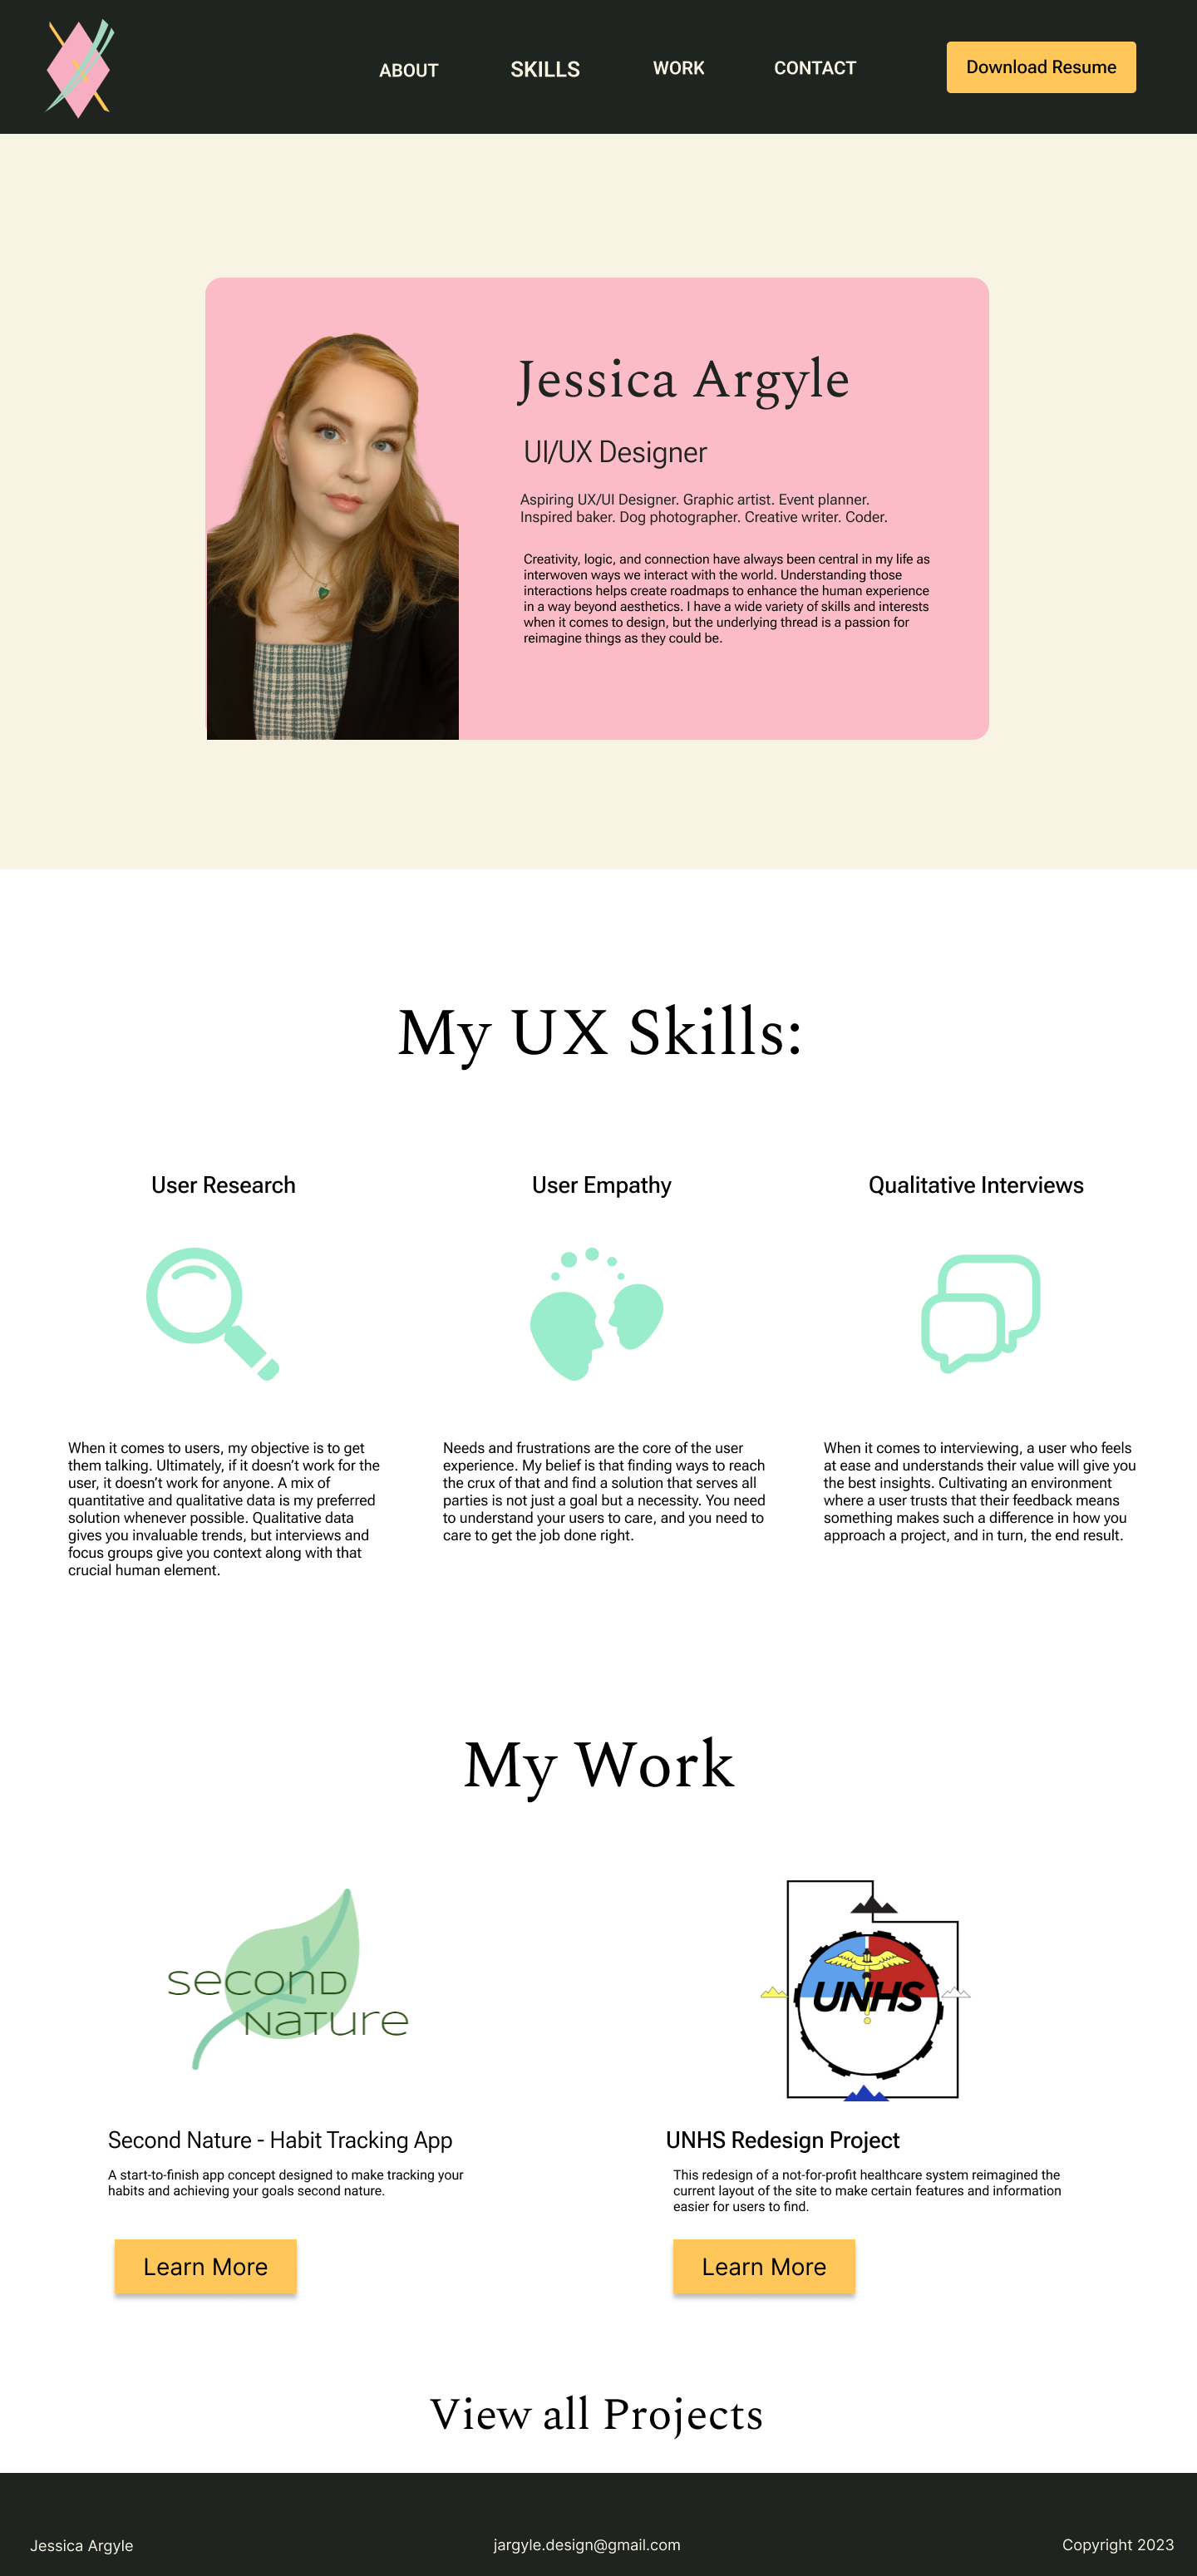 ABOUT
SKILLS
WORK
CONTACT
Download Resume
Jessica Argyle
UI/UX Designer
Aspiring UX/UI Designer. Graphic artist. Event planner.
Inspired baker. Dog photographer. Creative writer. Coder.
Creativity, logic, and connection have always been central in my life as
interwoven ways we interact with the world. Understanding those
interactions helps create roadmaps to enhance the human experience
in a way beyond aesthetics. I have a wide variety of skills and interests
when it comes to design, but the underlying thread is a passion for
reimagine things as they could be.
My UX Skills:
User Research
When it comes to users, my objective is to get
them talking. Ultimately, if it doesn’t work for the
user, it doesn’t work for anyone. A mix of
quantitative and qualitative data is my preferred
solution whenever possible. Qualitative data
gives you invaluable trends, but interviews and
focus groups give you context along with that
crucial human element.
User Empathy
Needs and frustrations are the core of the user
experience. My belief is that finding ways to reach
the crux of that and find a solution that serves all
parties is not just a goal but a necessity. You need
to understand your users to care, and you need to
care to get the job done right.
Qualitative Interviews
When it comes to interviewing, a user who feels
at ease and understands their value will give you
the best insights. Cultivating an environment
where a user trusts that their feedback means
something makes such a difference in how you
approach a project, and in turn, the end result.
My Work
second
nature
Second Nature - Habit Tracking App
A start-to-finish app concept designed to make tracking your
habits and achieving your goals second nature.
Learn More
UNHS
UNHS Redesign Project
This redesign of a not-for-profit healthcare system reimagined the
current layout of the site to make certain features and information
easier for users to find.
Learn More
View all Projects
Jessica Argyle
jargyle.design@gmail.com
Copyright 2023